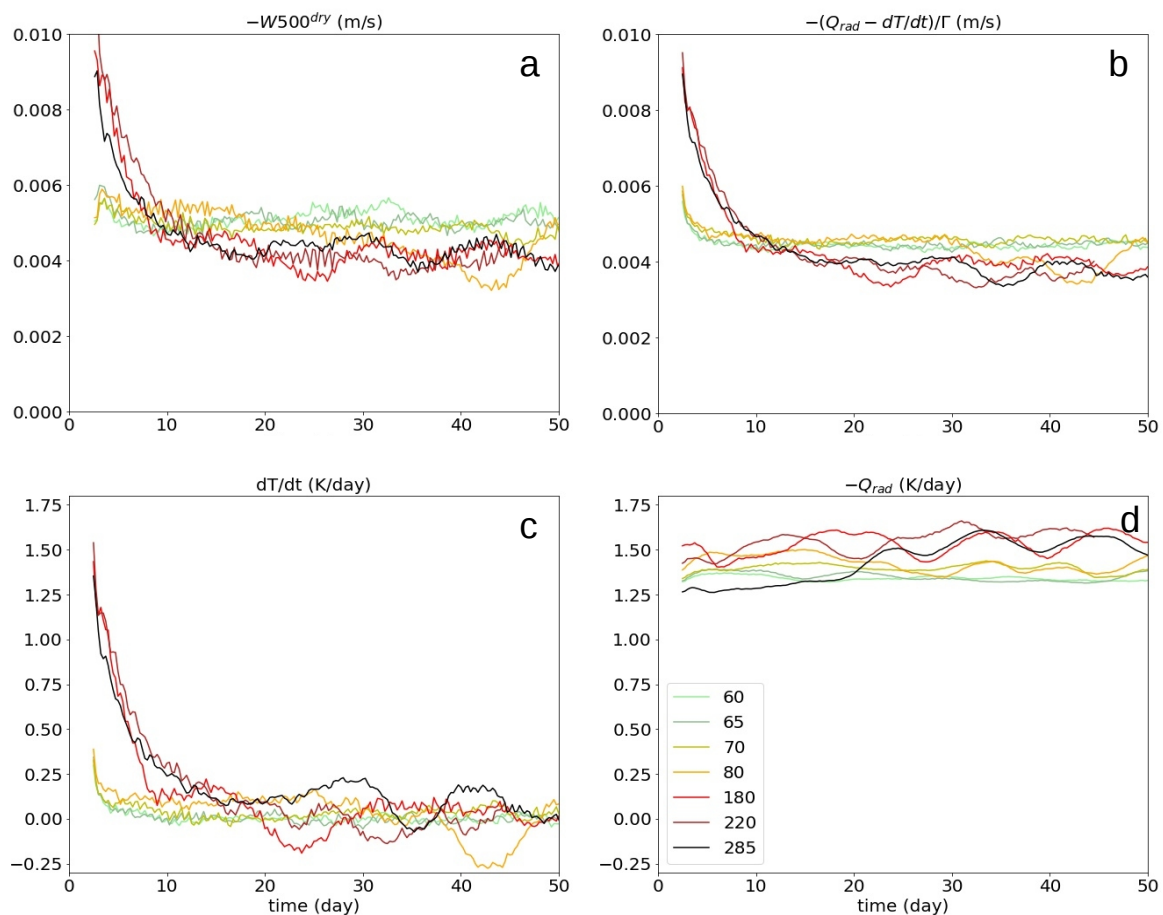 −W500^dry (m/s)
a
0.010
0.008
0.006
0.004
0.002
0.000
0 10 20 30 40 50
−(Q_rad − dT/dt)/Γ (m/s)
b
0.010
0.008
0.006
0.004
0.002
0.000
0 10 20 30 40 50
dT/dt (K/day)
c
1.75
1.50
1.25
1.00
0.75
0.50
0.25
0.00
−0.25
0 10 20 30 40 50
time (day)
−Q_rad (K/day)
d
1.75
1.50
1.25
1.00
0.75
0.50
0.25
0.00
−0.25
60
65
70
80
180
220
285
0 10 20 30 40 50
time (day)